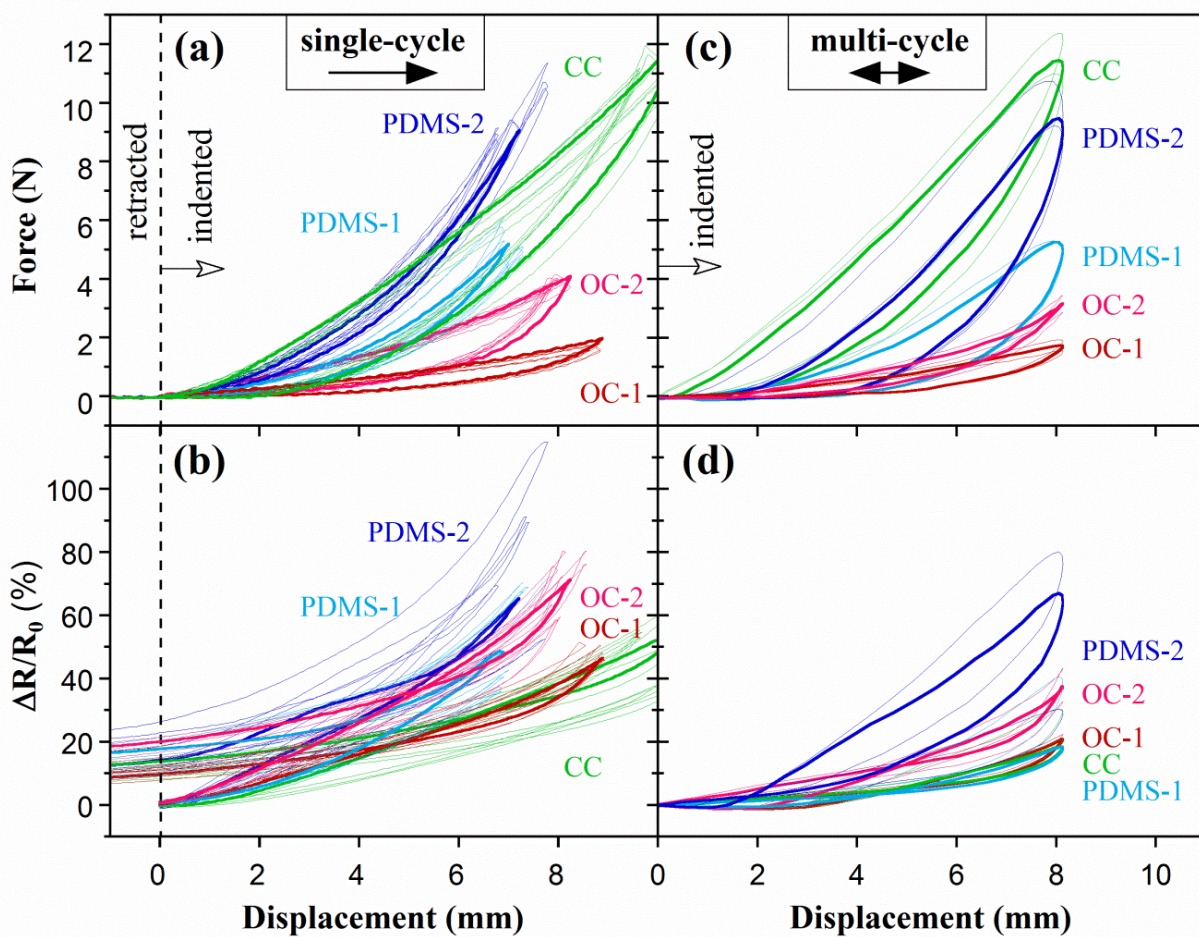 (a)
single-cycle
CC
PDMS-2
PDMS-1
OC-2
OC-1
retracted
indented
Force (N)
12
10
8
6
4
2
0
(c)
multi-cycle
CC
PDMS-2
PDMS-1
OC-2
OC-1
indented
(b)
PDMS-2
PDMS-1
OC-2
OC-1
CC
ΔR/R0 (%)
100
80
60
40
20
0
0 2 4 6 8
Displacement (mm)
(d)
PDMS-2
OC-2
OC-1
CC
PDMS-1
0 2 4 6 8 10
Displacement (mm)